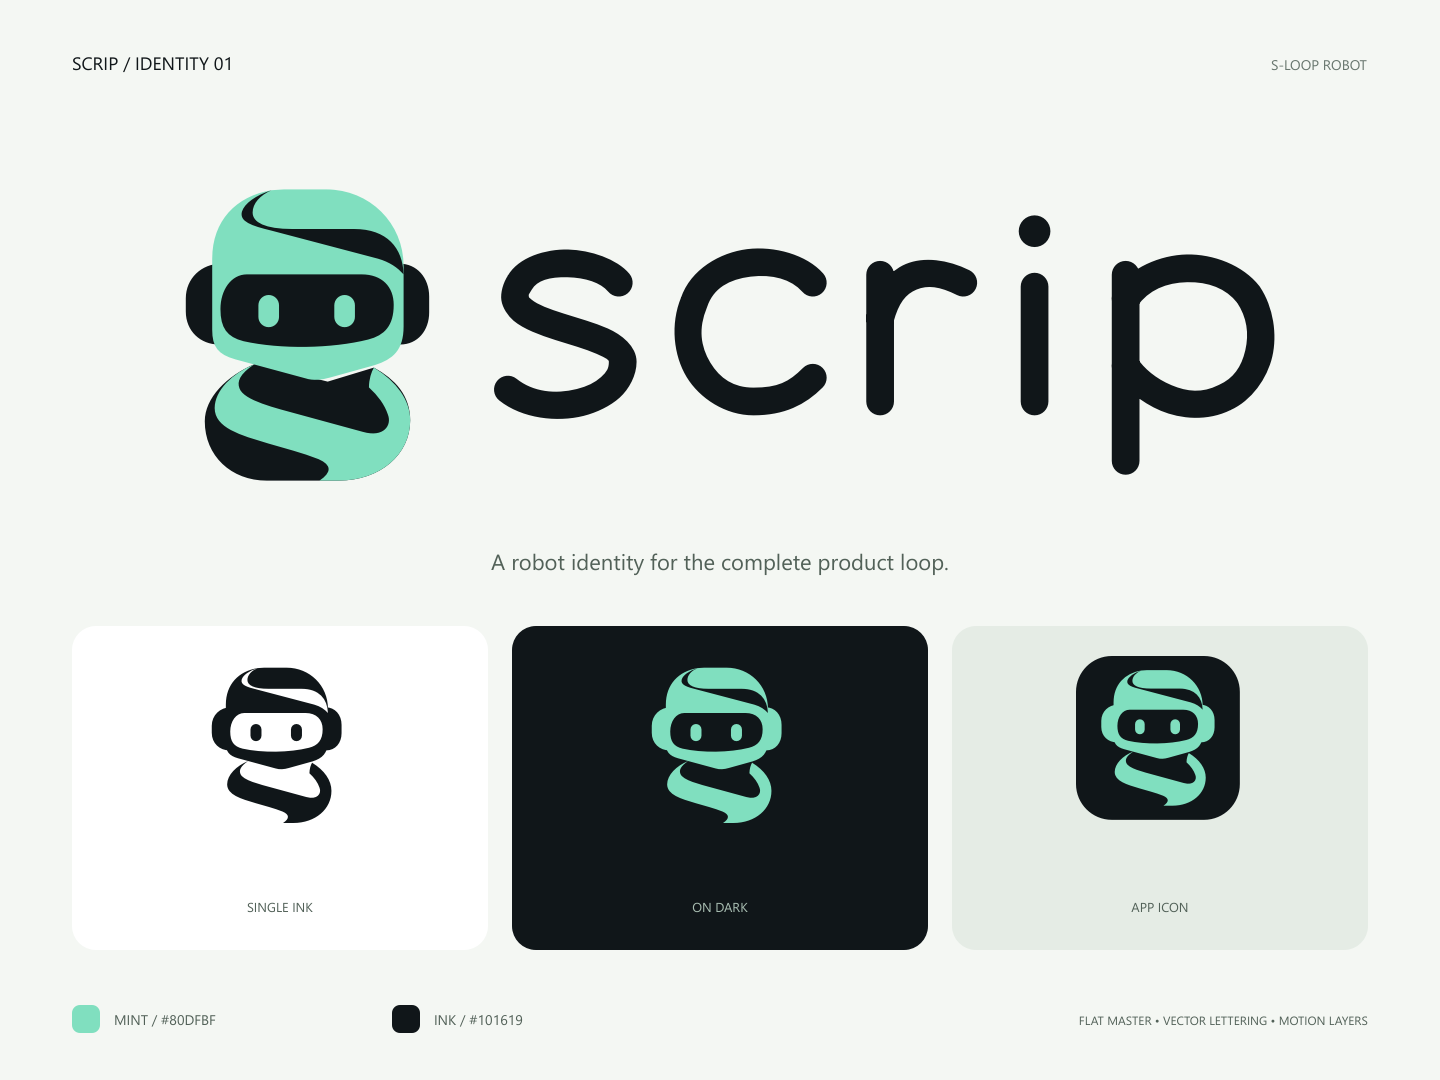 SCRIP / IDENTITY 01
S-LOOP ROBOT
scrip
A robot identity for the complete product loop.
SINGLE INK
ON DARK
APP ICON
MINT / #80DFBF
INK / #101619
FLAT MASTER • VECTOR LETTERING • MOTION LAYERS